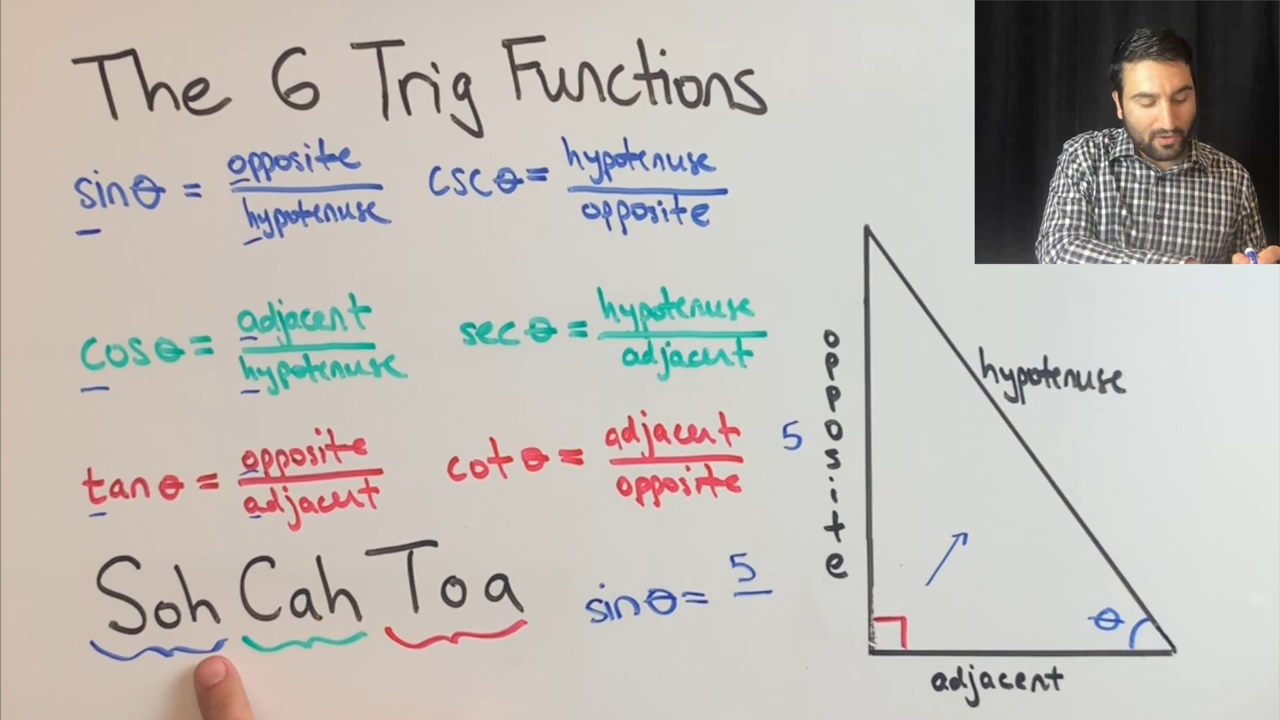 The 6 Trig Functions
sinθ = opposite / hypotenuse
cscθ = hypotenuse / opposite
cosθ = adjacent / hypotenuse
secθ = hypotenuse / adjacent
tanθ = opposite / adjacent
cotθ = adjacent / opposite
Soh Cah Toa
sinθ = 5
5
opposite
hypotenuse
θ
adjacent